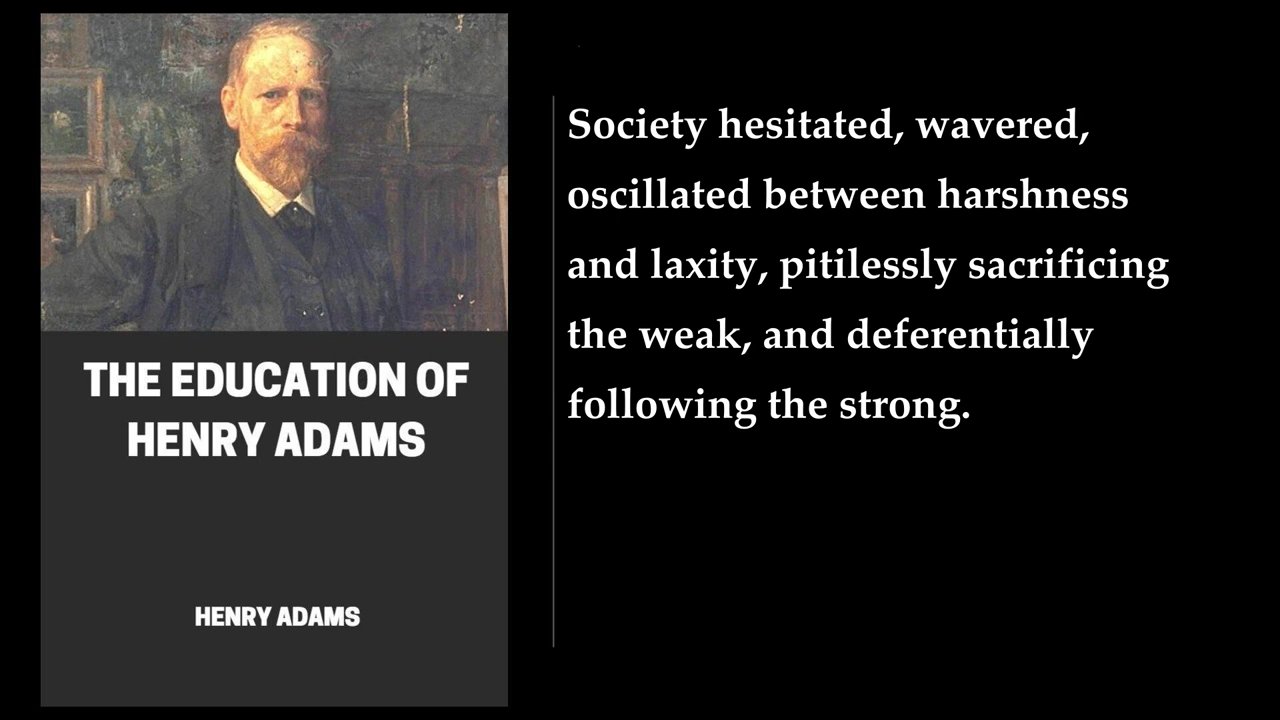 THE EDUCATION OF
HENRY ADAMS
HENRY ADAMS
Society hesitated, wavered,
oscillated between harshness
and laxity, pitilessly sacrificing
the weak, and deferentially
following the strong.